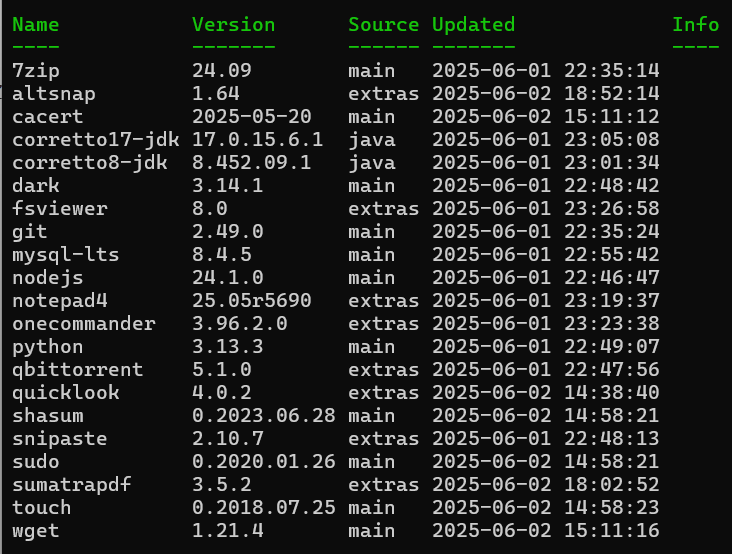 Name Version Source Updated Info
---- ------- ------ ------- ----
7zip 24.09 main 2025-06-01 22:35:14
altsnap 1.64 extras 2025-06-02 18:52:14
cacert 2025-05-20 main 2025-06-02 15:11:12
corretto17-jdk 17.0.15.6.1 java 2025-06-01 23:05:08
corretto8-jdk 8.452.09.1 java 2025-06-01 23:01:34
dark 3.14.1 main 2025-06-01 22:48:42
fsviewer 8.0 extras 2025-06-01 23:26:58
git 2.49.0 main 2025-06-01 22:35:24
mysql-lts 8.4.5 main 2025-06-01 22:55:42
nodejs 24.1.0 main 2025-06-01 22:46:47
notepad4 25.05r5690 extras 2025-06-01 23:19:37
onecommander 3.96.2.0 extras 2025-06-01 23:23:38
python 3.13.3 main 2025-06-01 22:49:07
qbittorrent 5.1.0 extras 2025-06-01 22:47:56
quicklook 4.0.2 extras 2025-06-02 14:38:40
shasum 0.2023.06.28 main 2025-06-02 14:58:21
snipaste 2.10.7 extras 2025-06-01 22:48:13
sudo 0.2020.01.26 main 2025-06-02 14:58:21
sumatrapdf 3.5.2 extras 2025-06-02 18:02:52
touch 0.2018.07.25 main 2025-06-02 14:58:23
wget 1.21.4 main 2025-06-02 15:11:16